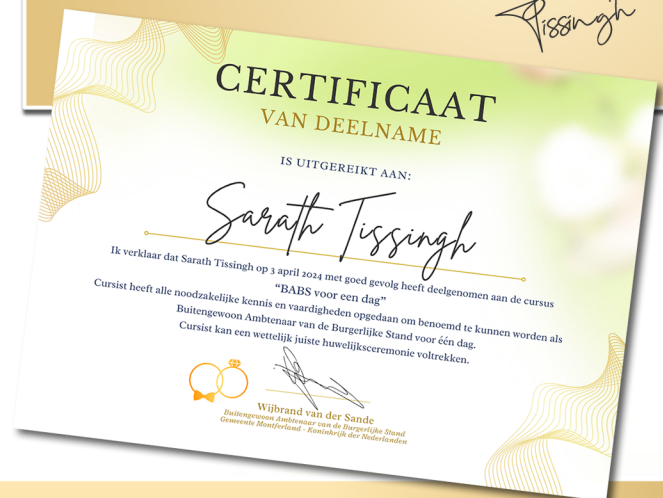 Tissingh
CERTIFICAAT
VAN DEELNAME
IS UITGEREIKT AAN:
Sarath Tissingh
Ik verklaar dat Sarath Tissingh op 3 april 2024 met goed gevolg heeft deelgenomen aan de cursus
“BABS voor een dag”
Cursist heeft alle noodzakelijke kennis en vaardigheden opgedaan om benoemd te kunnen worden als
Buitengewoon Ambtenaar van de Burgerlijke Stand voor één dag.
Cursist kan een wettelijk juiste huwelijksceremonie voltrekken.
Wijbrand van der Sande
Buitengewoon Ambtenaar van de Burgerlijke Stand
Gemeente Montferland - Koninkrijk der Nederlanden